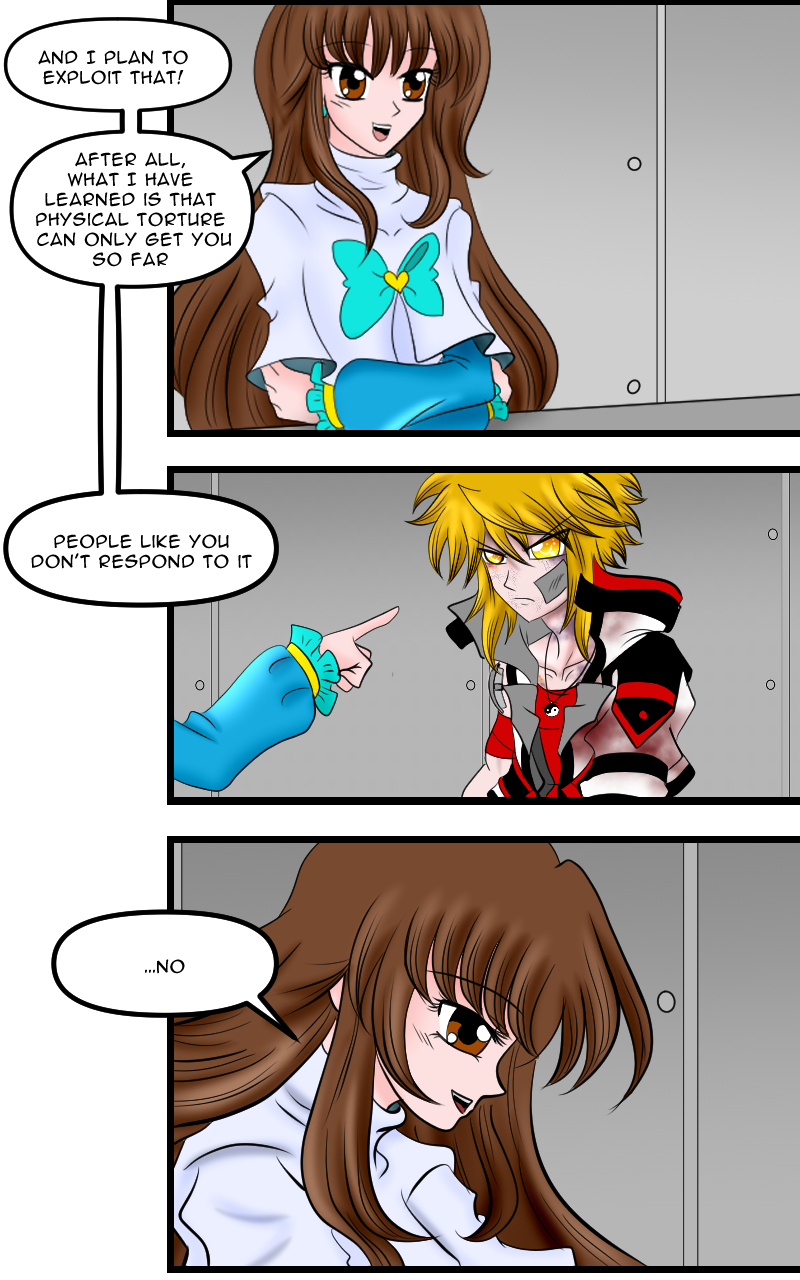 AND I PLAN TO
EXPLOIT THAT!
AFTER ALL,
WHAT I HAVE
LEARNED IS THAT
PHYSICAL TORTURE
CAN ONLY GET YOU
SO FAR
PEOPLE LIKE YOU
DON'T RESPOND TO IT
...NO